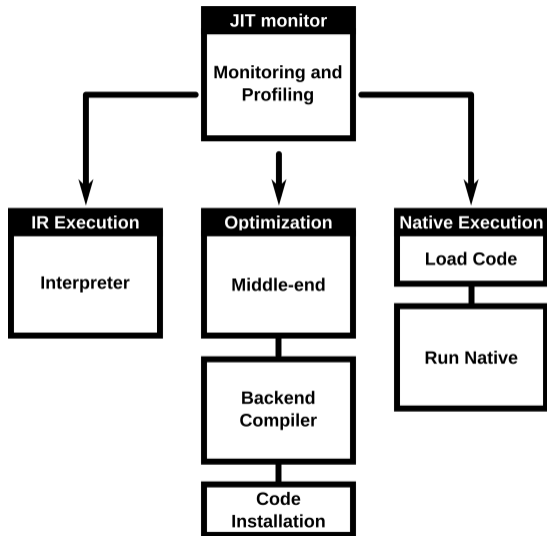 JIT monitor
Monitoring and
Profiling
IR Execution
Interpreter
Optimization
Middle-end
Backend
Compiler
Code
Installation
Native Execution
Load Code
Run Native